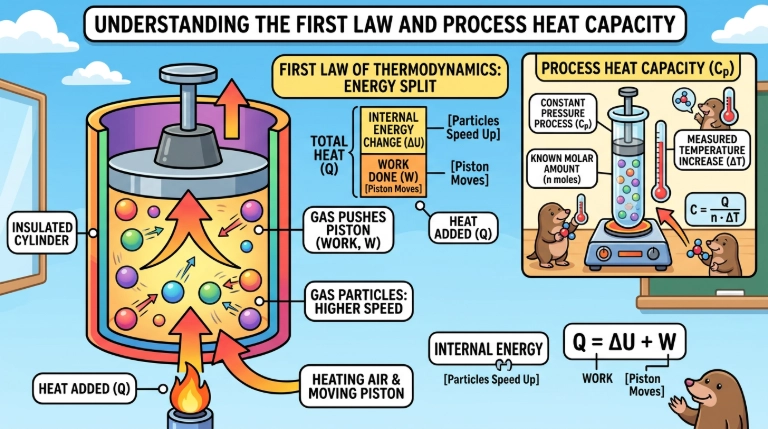 UNDERSTANDING THE FIRST LAW AND PROCESS HEAT CAPACITY
FIRST LAW OF THERMODYNAMICS:
ENERGY SPLIT
TOTAL
HEAT
(Q)
INTERNAL
ENERGY
CHANGE (ΔU)
[Particles
Speed Up]
WORK
DONE (W)
[Piston Moves]
[Piston
Moves]
HEAT
ADDED (Q)
INSULATED
CYLINDER
GAS PUSHES
PISTON
(WORK, W)
GAS PARTICLES:
HIGHER SPEED
HEAT ADDED (Q)
HEATING AIR &
MOVING PISTON
PROCESS HEAT CAPACITY (Cp)
CONSTANT
PRESSURE
PROCESS (Cp)
KNOWN MOLAR
AMOUNT
(n moles)
MEASURED
TEMPERATURE
INCREASE (ΔT)
C = Q / n · ΔT
INTERNAL ENERGY
[Particles Speed Up]
Q = ΔU + W
WORK
[Piston
Moves]